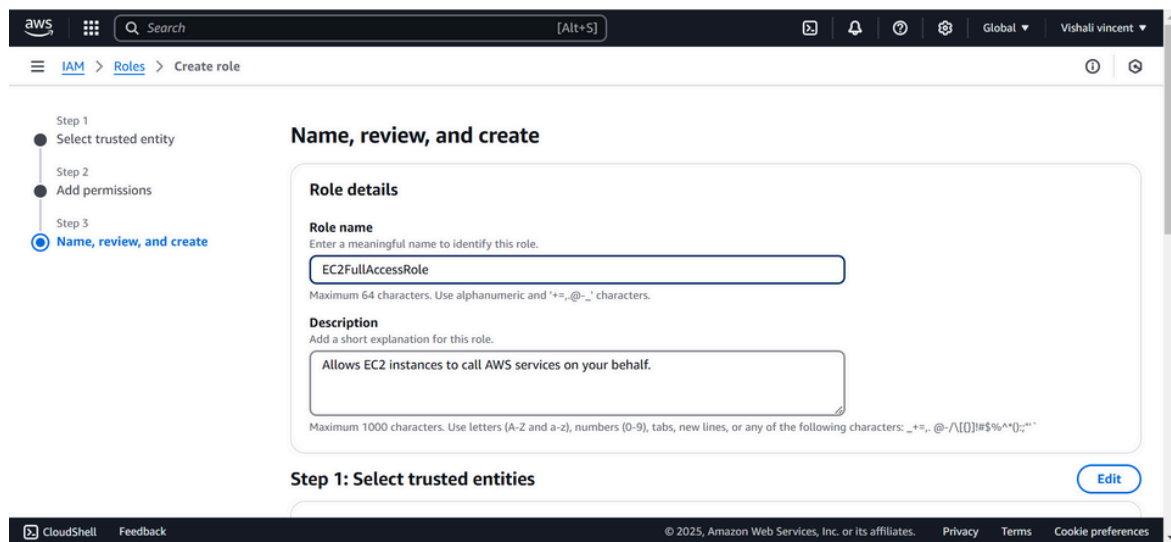 aws
Search [Alt+S] Global Vishali vincent
IAM > Roles > Create role
Step 1
Select trusted entity
Step 2
Add permissions
Step 3
Name, review, and create
Name, review, and create
Role details
Role name
Enter a meaningful name to identify this role.
EC2FullAccessRole
Maximum 64 characters. Use alphanumeric and '+=,.@-_' characters.
Description
Add a short explanation for this role.
Allows EC2 instances to call AWS services on your behalf.
Maximum 1000 characters. Use letters (A-Z and a-z), numbers (0-9), tabs, new lines, or any of the following characters: _+=,. @-/\[{}]!#$%^*();:"'`
Step 1: Select trusted entities Edit
CloudShell Feedback © 2025, Amazon Web Services, Inc. or its affiliates. Privacy Terms Cookie preferences